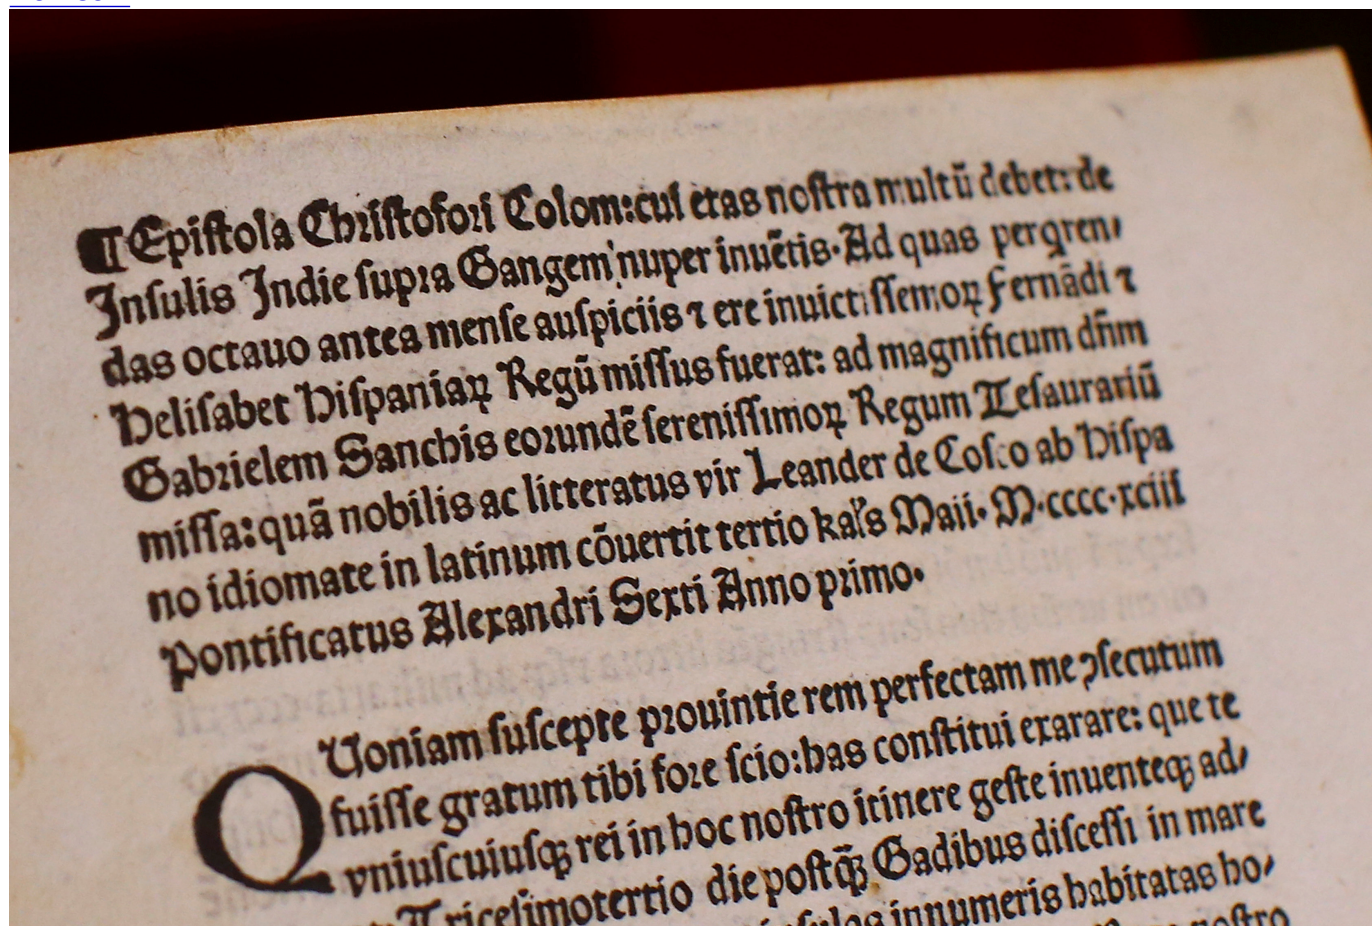 ¶ Epiſtola Chriſtofori Colom: cui etas noſtra multū debet: de
Inſulis Indie ſupra Gangem nuper inuētis. Ad quas perqren⸗
das octauo antea menſe auſpiciis ⁊ ere inuictiſſemoꝝ Fernādi ⁊
Heliſabet Hiſpaniaꝝ Regū miſſus fuerat: ad magnificum dn̄m
Gabrielem Sanchis eorundē ſereniſſimoꝝ Regum Teſaurariū
miſſa: quā nobilis ac litteratus vir Leander de Coſco ab Hiſpa
no idiomate in latinum cōuertit tertio kal's Maii. M.cccc.xciii
Pontificatus Alexandri Sexti Anno primo.
QUoniam ſuſcepte prouintie rem perfectam me ꝯſecutum
fuiſſe gratum tibi fore ſcio: has conſtitui exarare: que te
vniuſcuiuſqꝫ rei in hoc noſtro itinere geſte inuenteqꝫ ad⸗
Triceſimotertio die poſtqꝫ̄ Gadibus diſceſſi in mare
innumeris habitatas ho⸗
noſtro